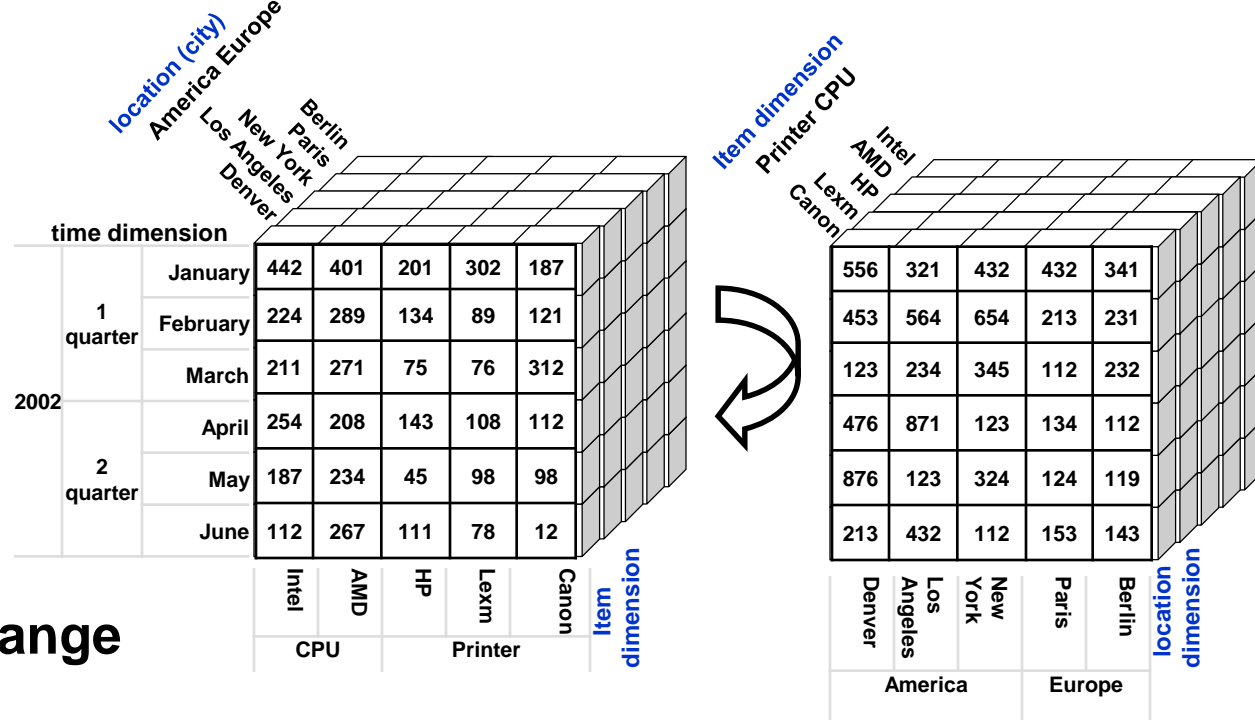 location (city)
America Europe
Berlin
Paris
New York
Los Angeles
Denver
time dimension
January 442 401 201 302 187
February 224 289 134 89 121
March 211 271 75 76 312
April 254 208 143 108 112
May 187 234 45 98 98
June 112 267 111 78 12
1
quarter
2002
2
quarter
Intel AMD HP Lexm Canon
CPU Printer
Item
dimension
ange
Item dimension
Printer CPU
Intel
AMD
HP
Lexm
Canon
556 321 432 432 341
453 564 654 213 231
123 234 345 112 232
476 871 123 134 112
876 123 324 124 119
213 432 112 153 143
Denver
Los
Angeles
New
York
Paris
Berlin
America Europe
location
dimension